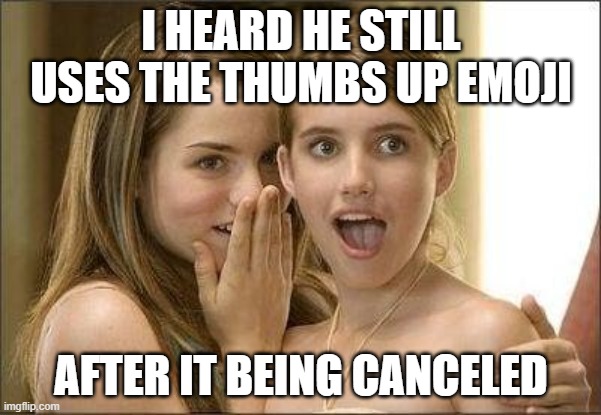 I HEARD HE STILL
USES THE THUMBS UP EMOJI
AFTER IT BEING CANCELED
imgflip.com